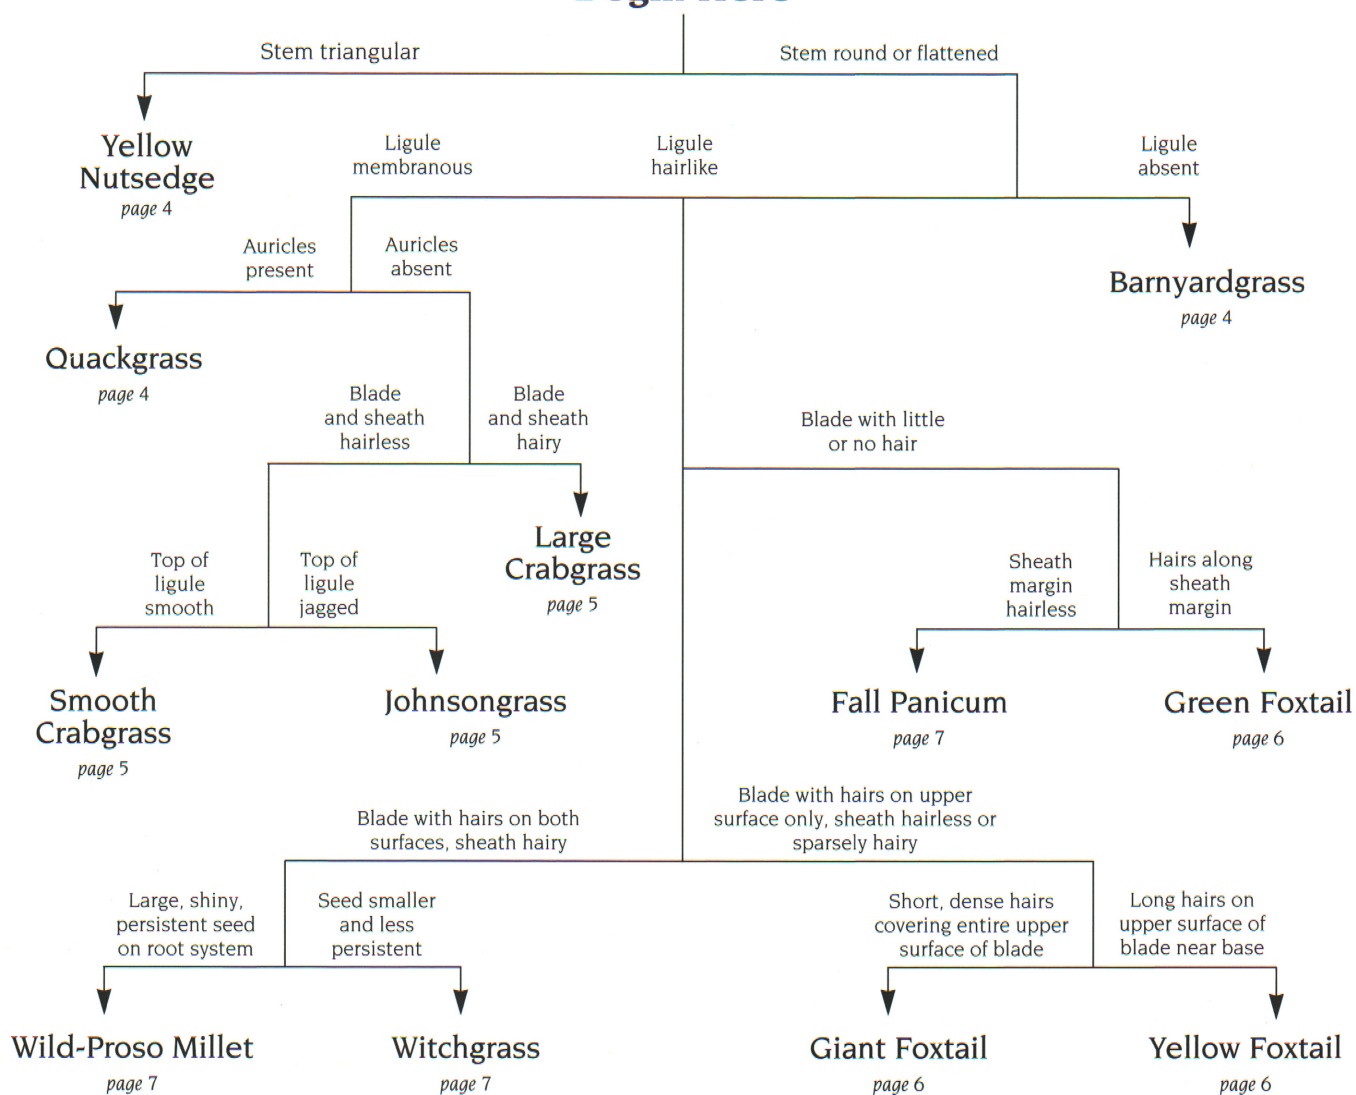 Begin Here
Stem triangular
Stem round or flattened
Yellow
Nutsedge
page 4
Ligule
membranous
Ligule
hairlike
Ligule
absent
Auricles
present
Auricles
absent
Barnyardgrass
page 4
Quackgrass
page 4
Blade
and sheath
hairless
Blade
and sheath
hairy
Blade with little
or no hair
Large
Crabgrass
page 5
Top of
ligule
smooth
Top of
ligule
jagged
Sheath
margin
hairless
Hairs along
sheath
margin
Smooth
Crabgrass
page 5
Johnsongrass
page 5
Fall Panicum
page 7
Green Foxtail
page 6
Blade with hairs on both
surfaces, sheath hairy
Blade with hairs on upper
surface only, sheath hairless or
sparsely hairy
Large, shiny,
persistent seed
on root system
Seed smaller
and less
persistent
Short, dense hairs
covering entire upper
surface of blade
Long hairs on
upper surface of
blade near base
Wild-Proso Millet
page 7
Witchgrass
page 7
Giant Foxtail
page 6
Yellow Foxtail
page 6